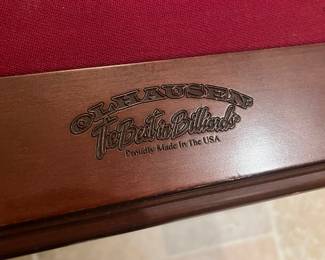 OLHAUSEN
The Best in Billiards
Proudly Made In The USA